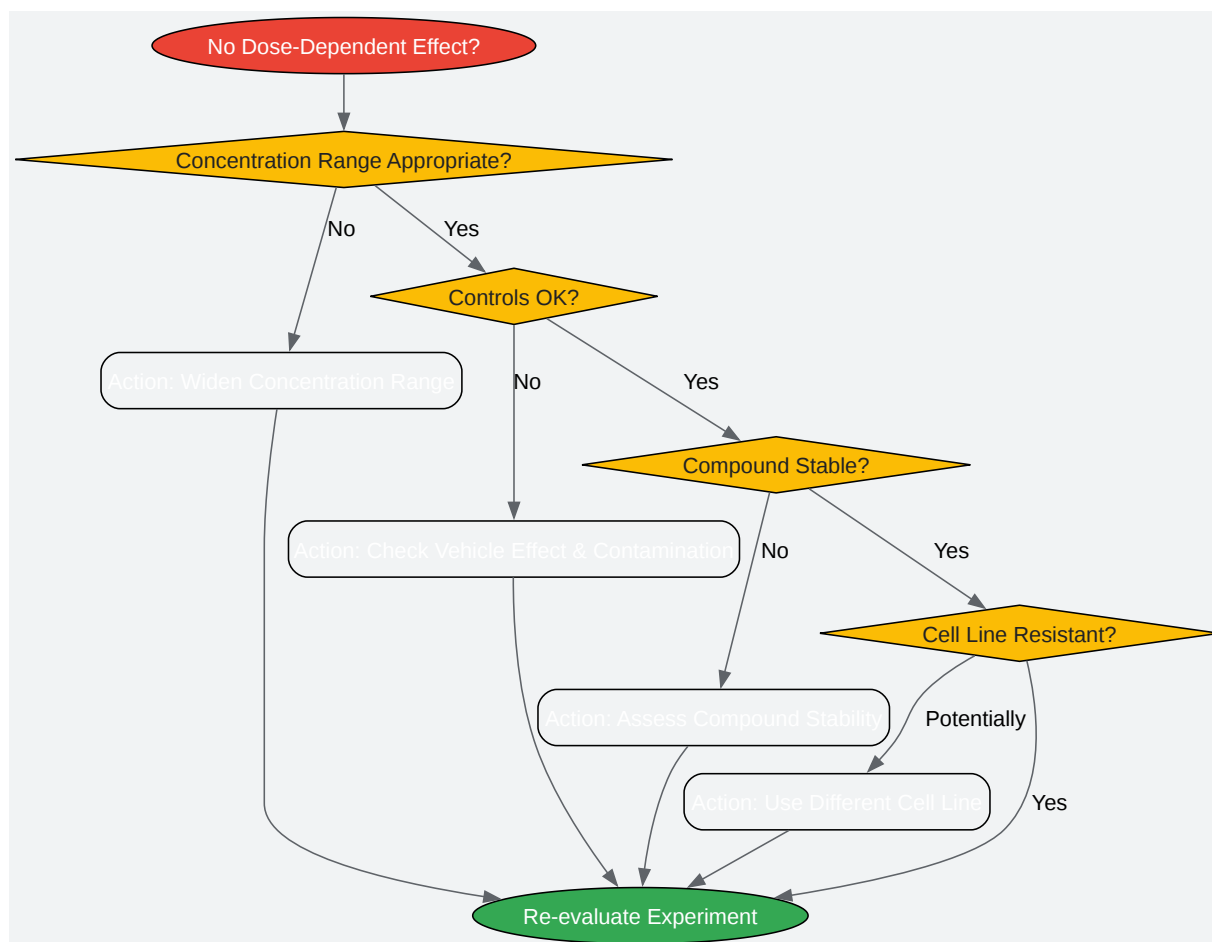 No Dose-Dependent Effect?
Concentration Range Appropriate?
No
Yes
Controls OK?
Action: Widen Concentration Range
No
Yes
Compound Stable?
Action: Check Vehicle Effect & Contamination
No
Yes
Cell Line Resistant?
Action: Assess Compound Stability
Potentially
Action: Use Different Cell Line
Yes
Re-evaluate Experiment